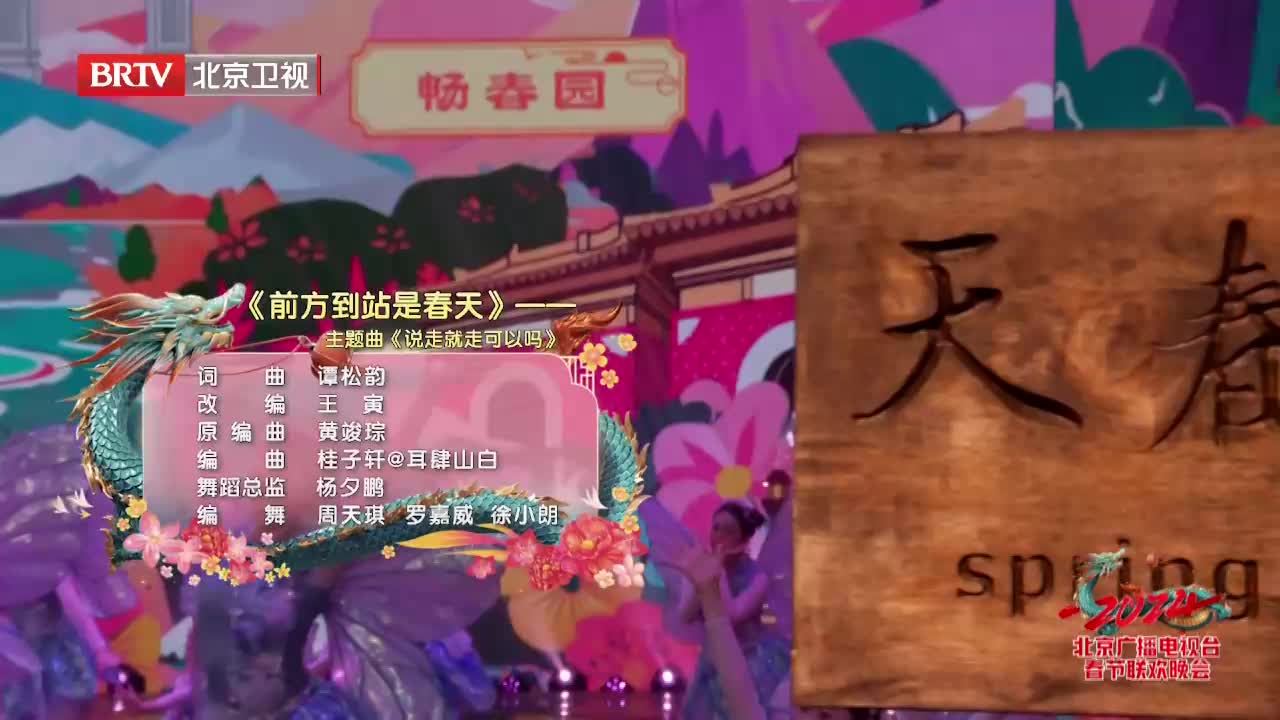 BRTV 北京卫视
畅春园
天春
spring
《前方到站是春天》——
主题曲《说走就走可以吗》
词 曲 谭松韵
改 编 王 寅
原 编 曲 黄竣琮
编 曲 桂子轩@耳肆山白
舞蹈总监 杨夕鹏
编 舞 周天琪 罗嘉威 徐小朗
2024
北京广播电视台
春节联欢晚会